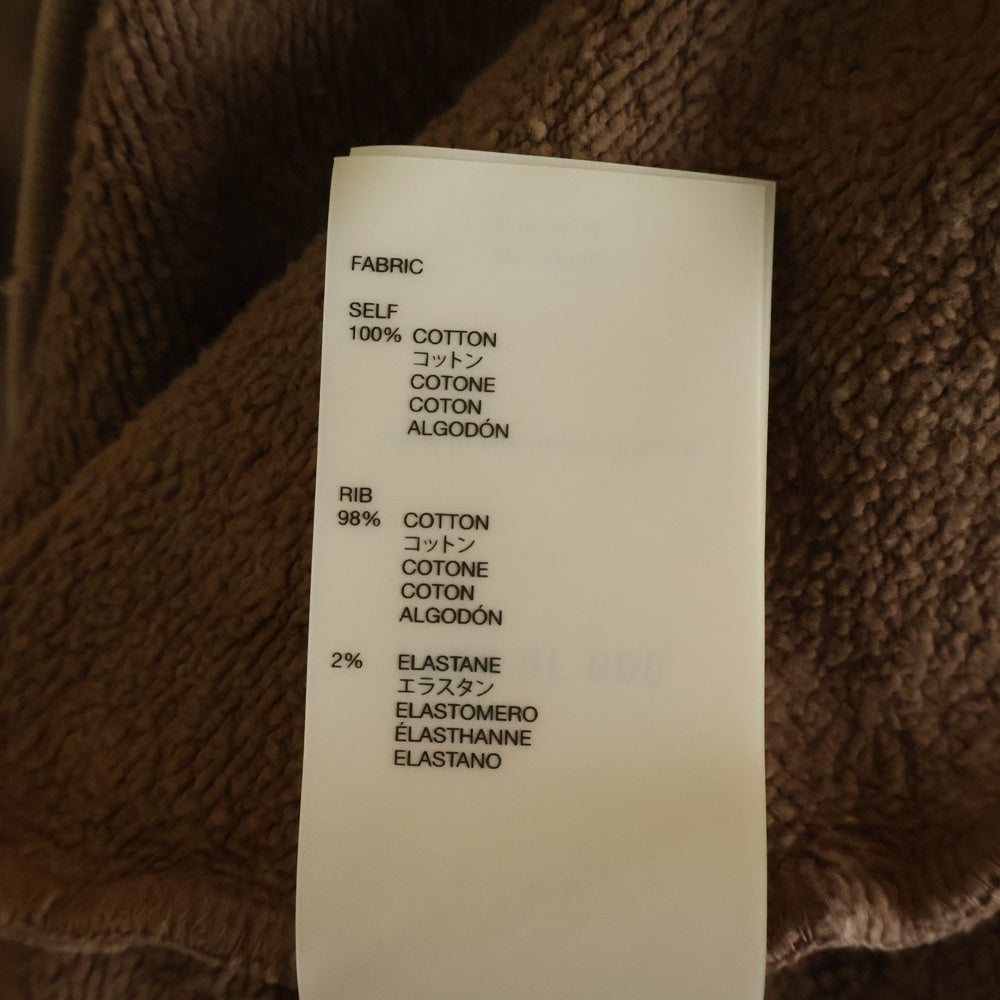 FABRIC
SELF
100% COTTON
コットン
COTONE
COTON
ALGODÓN
RIB
98% COTTON
コットン
COTONE
COTON
ALGODÓN
2% ELASTANE
エラスタン
ELASTOMERO
ÉLASTHANNE
ELASTANO